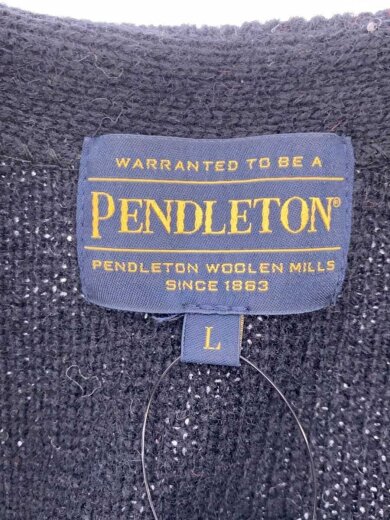 WARRANTED TO BE A
PENDLETON®
PENDLETON WOOLEN MILLS
SINCE 1863
L